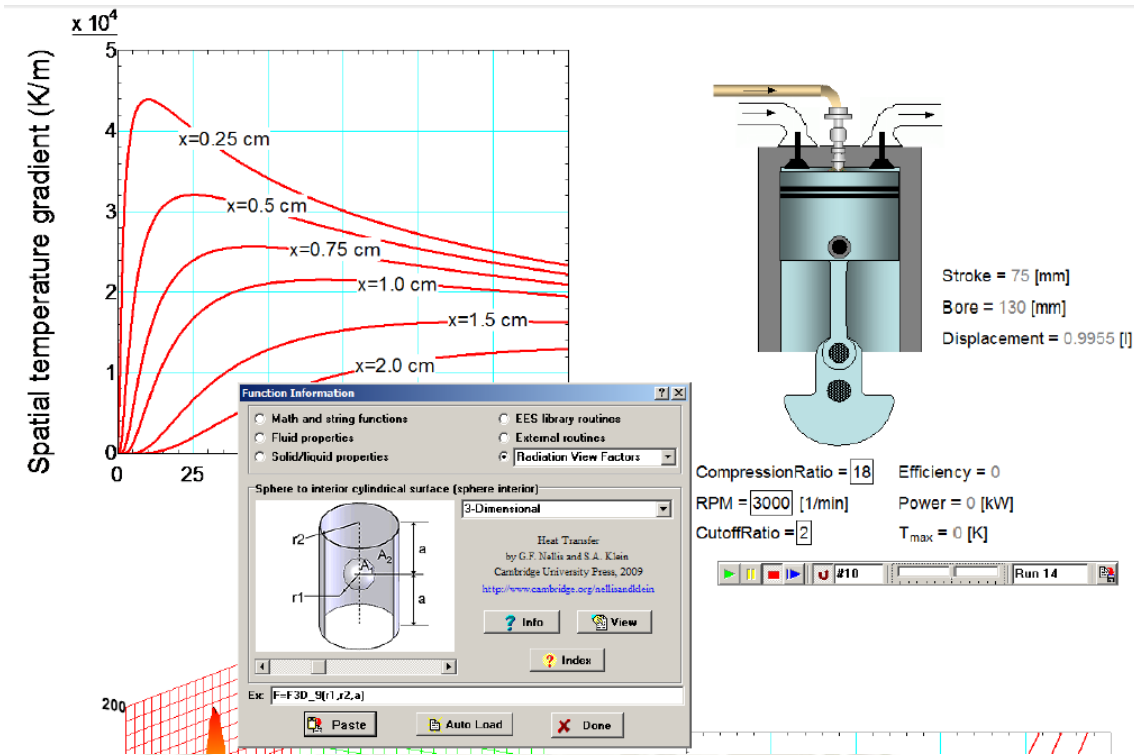 x 10⁴
Spatial temperature gradient (K/m)
5
4
3
2
1
0
0
25
x=0.25 cm
x=0.5 cm
x=0.75 cm
x=1.0 cm
x=1.5 cm
x=2.0 cm
Stroke = 75 [mm]
Bore = 130 [mm]
Displacement = 0.9955 [l]
CompressionRatio = 18
Efficiency = 0
RPM = 3000 [1/min]
Power = 0 [kW]
CutoffRatio = 2
Tmax = 0 [K]
#10
Run 14
Function Information
Math and string functions
EES library routines
Fluid properties
External routines
Solid/liquid properties
Radiation View Factors
Sphere to interior cylindrical surface (sphere interior)
3-Dimensional
r2
A2
A
a
r1
a
Heat Transfer
by G.F. Nellis and S.A. Klein
Cambridge University Press, 2009
http://www.cambridge.org/nellisandklein
? Info
View
? Index
Ex: F=F3D_9(r1,r2,a)
Paste
Auto Load
Done
200